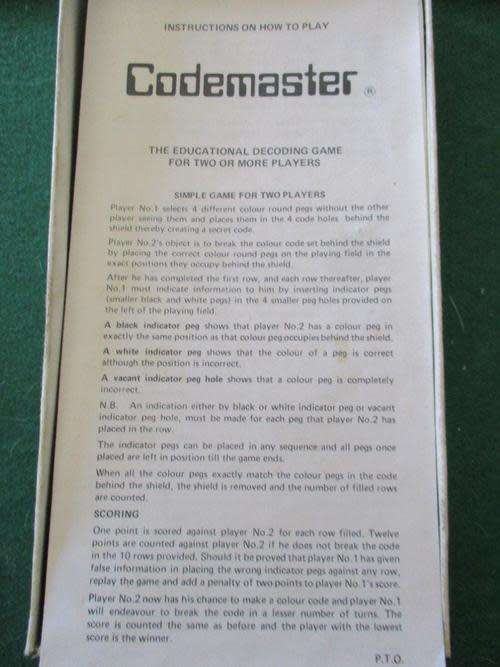 INSTRUCTIONS ON HOW TO PLAY
Codemaster ®
THE EDUCATIONAL DECODING GAME
FOR TWO OR MORE PLAYERS
SIMPLE GAME FOR TWO PLAYERS
Player No.1 selects 4 different colour round pegs without the other
player seeing them and places them in the 4 code holes behind the
shield thereby creating a secret code.
Player No.2's object is to break the colour code set behind the shield
by placing the correct colour round pegs on the playing field in the
exact positions they occupy behind the shield.
After he has completed the first row, and each row thereafter, player
No.1 must indicate information to him by inserting indicator pegs
(smaller black and white pegs) in the 4 smaller peg holes provided on
the left of the playing field.
A black indicator peg shows that player No.2 has a colour peg in
exactly the same position as that colour peg occupies behind the shield.
A white indicator peg shows that the colour of a peg is correct
although the position is incorrect.
A vacant indicator peg hole shows that a colour peg is completely
incorrect.
N.B. An indication either by black or white indicator peg or vacant
indicator peg hole, must be made for each peg that player No.2 has
placed in the row.
The indicator pegs can be placed in any sequence and all pegs once
placed are left in position till the game ends.
When all the colour pegs exactly match the colour pegs in the code
behind the shield, the shield is removed and the number of filled rows
are counted.
SCORING
One point is scored against player No.2 for each row filled. Twelve
points are counted against player No.2 if he does not break the code
in the 10 rows provided. Should it be proved that player No.1 has given
false information in placing the wrong indicator pegs against any row,
replay the game and add a penalty of two points to player No.1's score.
Player No.2 now has his chance to make a colour code and player No.1
will endeavour to break the code in a lesser number of turns. The
score is counted the same as before and the player with the lowest
score is the winner.
P.T.O.